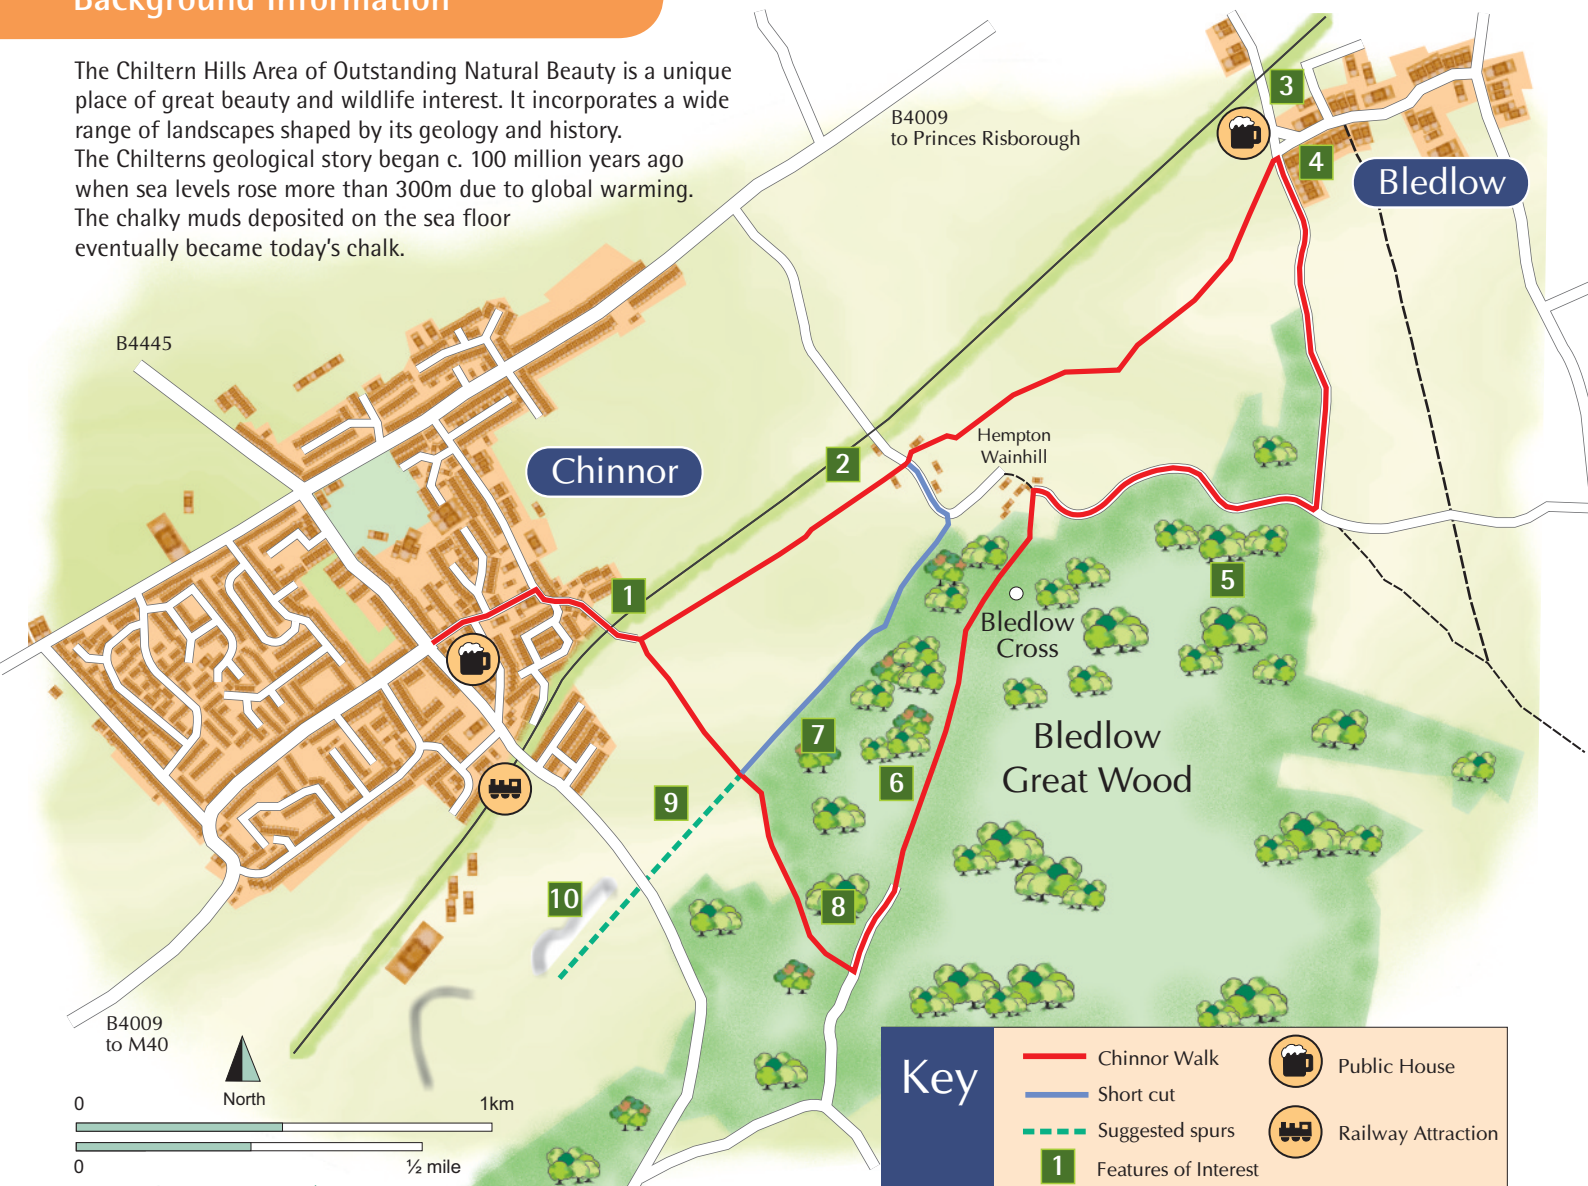 Background Information
The Chiltern Hills Area of Outstanding Natural Beauty is a unique
place of great beauty and wildlife interest. It incorporates a wide
range of landscapes shaped by its geology and history.
The Chilterns geological story began c. 100 million years ago
when sea levels rose more than 300m due to global warming.
The chalky muds deposited on the sea floor
eventually became today's chalk.
B4009
to Princes Risborough
3
4
Bledlow
B4445
Chinnor
2
Hempton
Wainhill
1
5
Bledlow
Cross
7
Bledlow
Great Wood
6
9
10
8
B4009
to M40
North
0
1km
0
½ mile
Key
Chinnor Walk
Short cut
Suggested spurs
1
Features of Interest
Public House
Railway Attraction